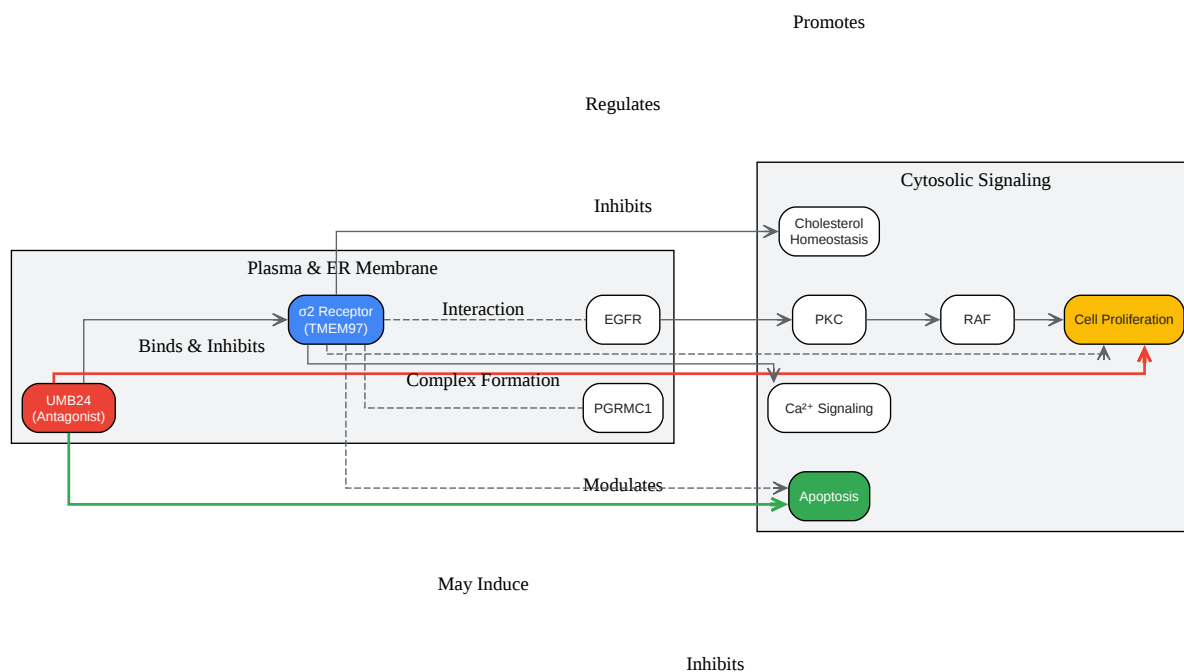 Promotes
Regulates
Cytosolic Signaling
Inhibits
Cholesterol
Homeostasis
Plasma & ER Membrane
σ2 Receptor
(TMEM97)
Interaction
EGFR
PKC
RAF
Cell Proliferation
Binds & Inhibits
Complex Formation
UMB24
(Antagonist)
PGRMC1
Ca²⁺ Signaling
Modulates
Apoptosis
May Induce
Inhibits